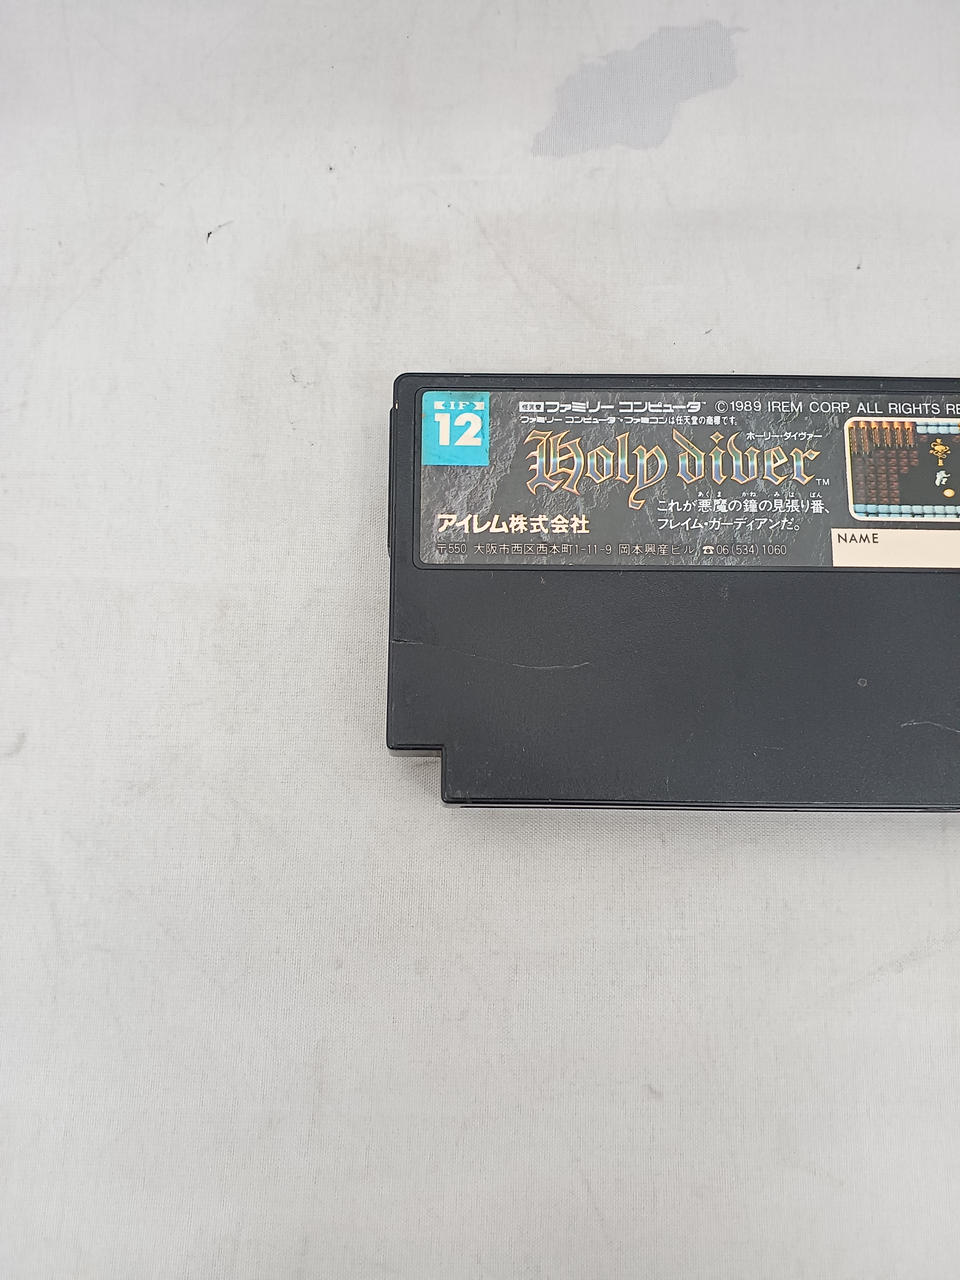 IF
12
任天堂 ファミリー コンピュータ™ ©1989 IREM CORP. ALL RIGHTS RE
ファミリー コンピュータ・ファミコンは任天堂の商標です。
ホーリー・ダイヴァー
Holy diver™
あくま かね みは ばん
これが悪魔の鐘の見張り番、
フレイム・ガーディアンだ。
アイレム株式会社
〒550 大阪市西区西本町1-11-9 岡本興産ビル ☎06(534)1060
NAME